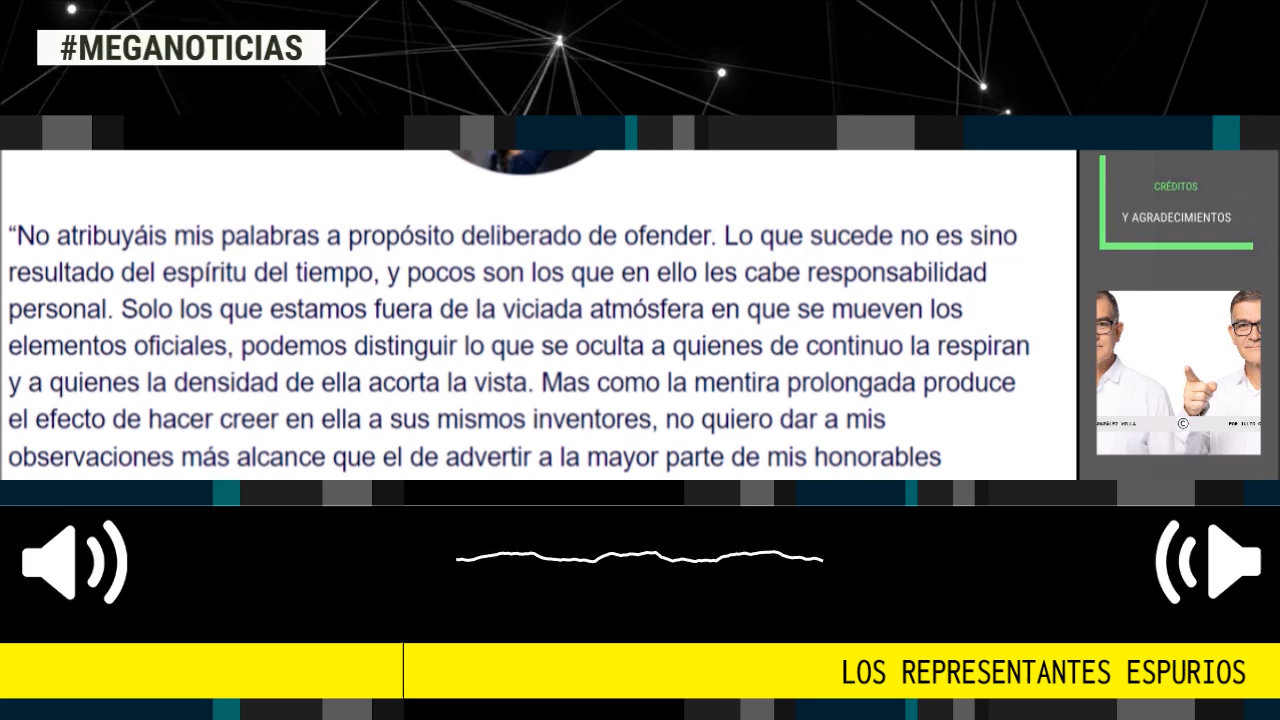 #MEGANOTICIAS
CRÉDITOS
Y AGRADECIMIENTOS
“No atribuyáis mis palabras a propósito deliberado de ofender. Lo que sucede no es sino
resultado del espíritu del tiempo, y pocos son los que en ello les cabe responsabilidad
personal. Solo los que estamos fuera de la viciada atmósfera en que se mueven los
elementos oficiales, podemos distinguir lo que se oculta a quienes de continuo la respiran
y a quienes la densidad de ella acorta la vista. Mas como la mentira prolongada produce
el efecto de hacer creer en ella a sus mismos inventores, no quiero dar a mis
observaciones más alcance que el de advertir a la mayor parte de mis honorables
©
LOS REPRESENTANTES ESPURIOS